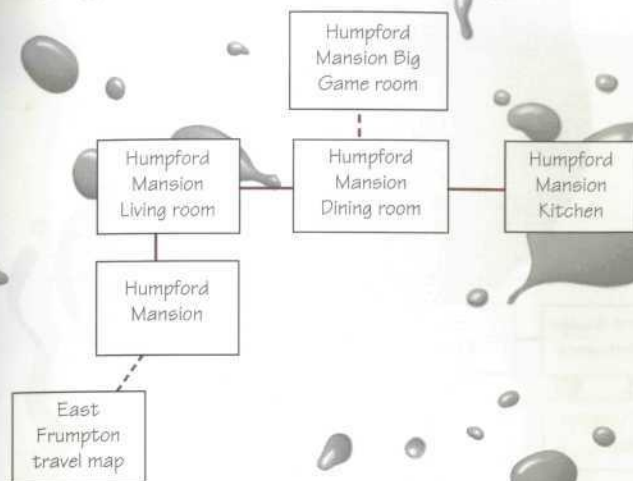 Humpford
Mansion Big
Game room
Humpford
Mansion
Living room
Humpford
Mansion
Dining room
Humpford
Mansion
Kitchen
Humpford
Mansion
East
Frumpton
travel map